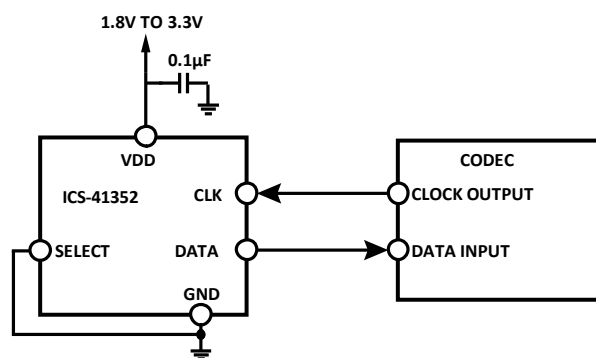 1.8V TO 3.3V
0.1µF
VDD
CODEC
ICS-41352
CLK
CLOCK OUTPUT
SELECT
DATA
DATA INPUT
GND